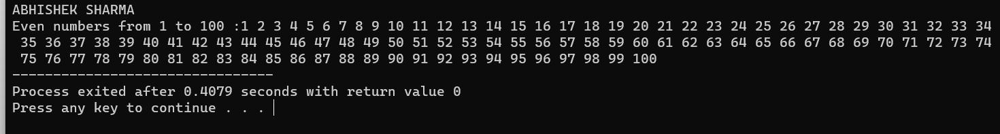 ABHISHEK SHARMA
Even numbers from 1 to 100 :1 2 3 4 5 6 7 8 9 10 11 12 13 14 15 16 17 18 19 20 21 22 23 24 25 26 27 28 29 30 31 32 33 34
35 36 37 38 39 40 41 42 43 44 45 46 47 48 49 50 51 52 53 54 55 56 57 58 59 60 61 62 63 64 65 66 67 68 69 70 71 72 73 74
75 76 77 78 79 80 81 82 83 84 85 86 87 88 89 90 91 92 93 94 95 96 97 98 99 100
--------------------------------
Process exited after 0.4079 seconds with return value 0
Press any key to continue . . .